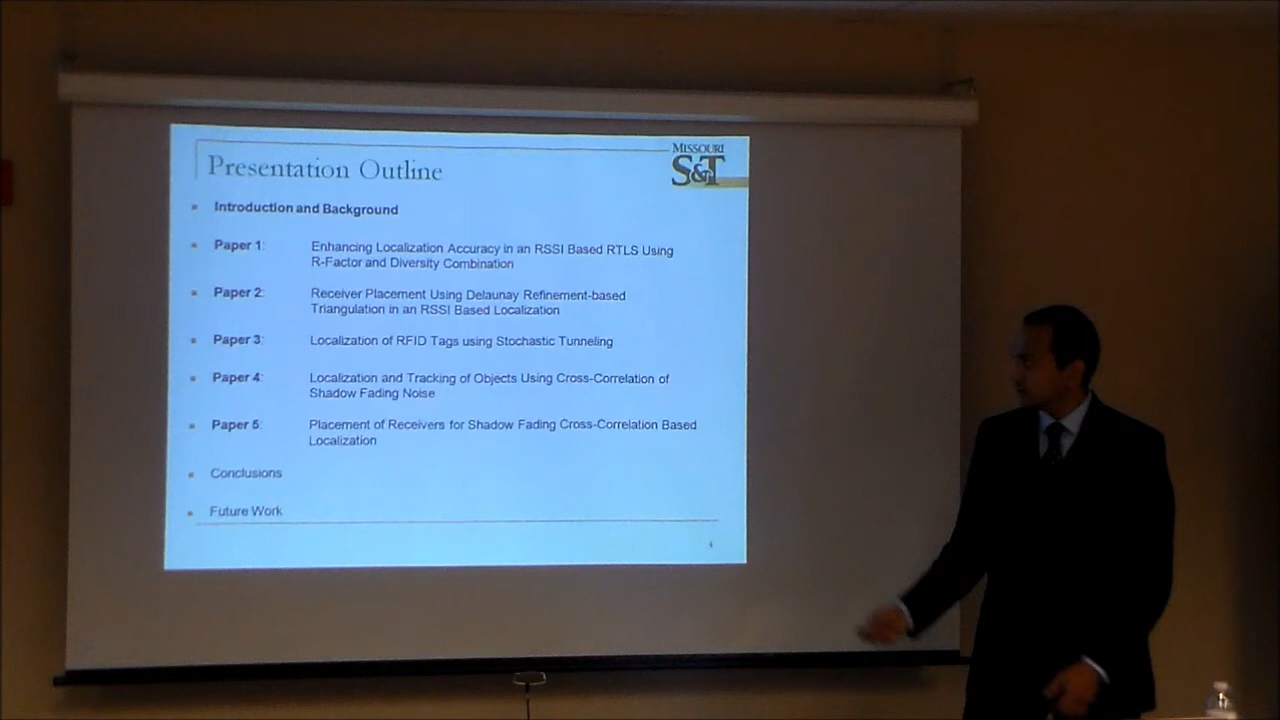 MISSOURI
S&T
Presentation Outline
Introduction and Background
Paper 1: Enhancing Localization Accuracy in an RSSI Based RTLS Using
R-Factor and Diversity Combination
Paper 2: Receiver Placement Using Delaunay Refinement-based
Triangulation in an RSSI Based Localization
Paper 3: Localization of RFID Tags using Stochastic Tunneling
Paper 4: Localization and Tracking of Objects Using Cross-Correlation of
Shadow Fading Noise
Paper 5: Placement of Receivers for Shadow Fading Cross-Correlation Based
Localization
Conclusions
Future Work